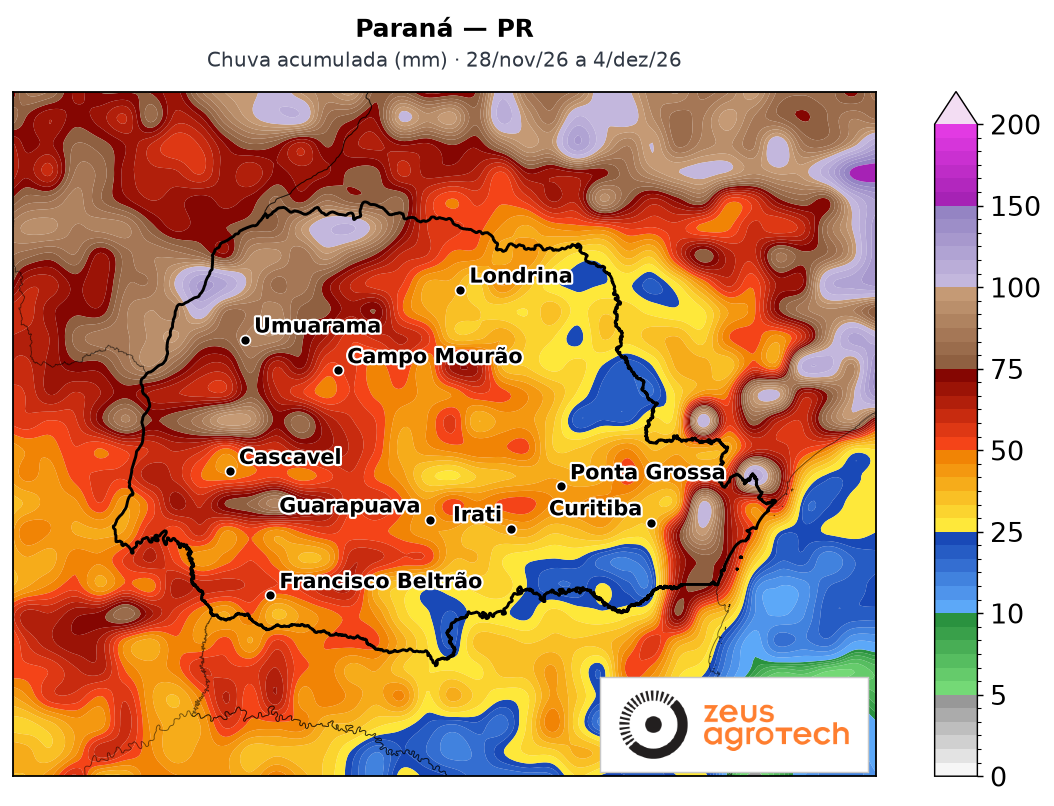 Paraná — PR
Chuva acumulada (mm) · 28/nov/26 a 4/dez/26
Londrina
Umuarama
Campo Mourão
Cascavel
Ponta Grossa
Guarapuava
Irati
Curitiba
Francisco Beltrão
200
150
100
75
50
25
10
5
0
zeus
agrotech